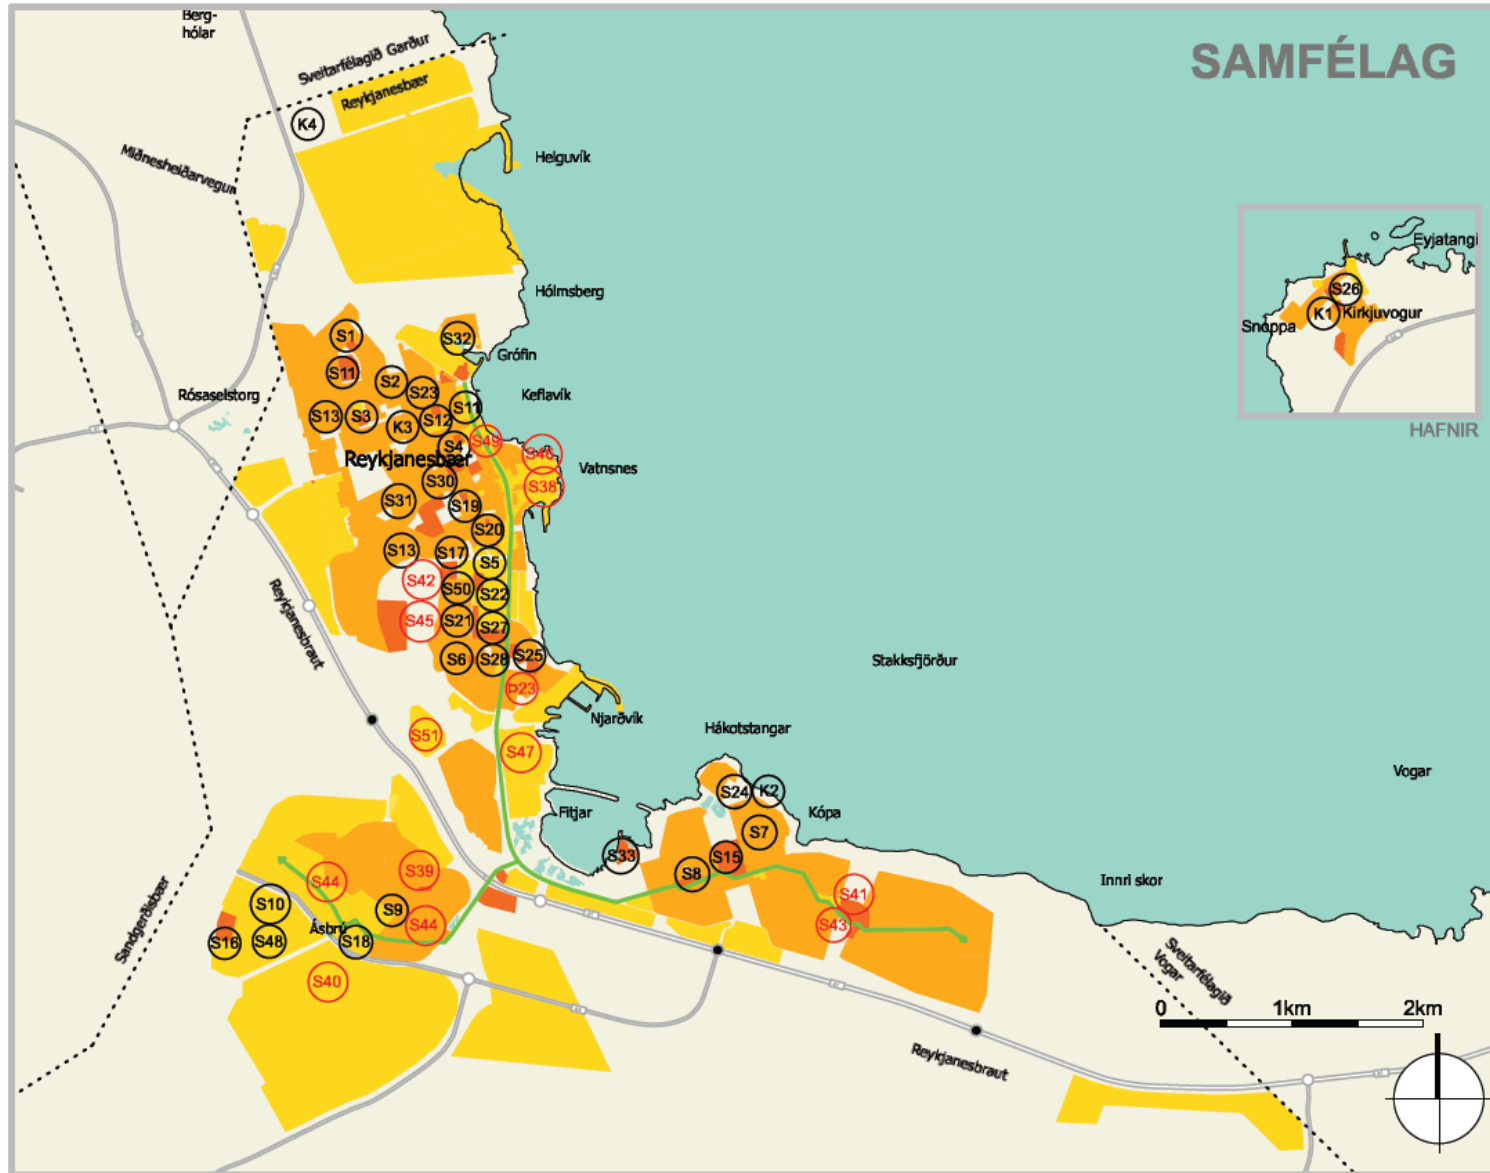 Berg-
hólar
SAMFÉLAG
Sveitarfélagið Garður
Reykjanesbær
K4
Miðnesheiðarvegur
Helguvík
Eyjatangi
S26
K1
Kirkjuvogur
Snoppa
HAFNIR
Hólmsberg
S1
S32
Grófin
S11
S2
S23
Rósaselstorg
Keflavík
S13
S3
K3
S12
S11
S4
S49
S46
Reykjanesbær
Vatnsnes
S30
S38
S31
S19
S20
S13
S17
S5
S42
S50
S22
Reykjanesbraut
S45
S21
S27
S6
S28
S25
Stakksfjörður
Þ23
Njarðvík
S51
S47
Hákotstangar
Vogar
S24
K2
Fitjar
Kópa
S7
S33
S15
S8
S39
S44
S41
Innri skor
S10
S9
S43
Sandgerðisbær
Ásbrú
S44
S16
S48
S18
S40
Sveitarfélagið
Vogar
0
1km
2km
Reykjanesbraut